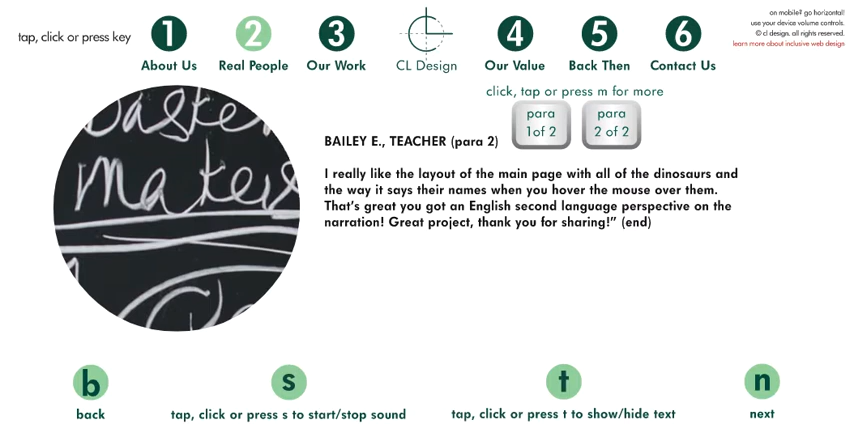 on mobile? go horizontal!
use your device volume controls.
© cl design. all rights reserved.
learn more about inclusive web design
tap, click or press key
1 2 3 4 5 6
About Us Real People Our Work CL Design Our Value Back Then Contact Us
click, tap or press m for more
para para
1of 2 2 of 2
BAILEY E., TEACHER (para 2)
I really like the layout of the main page with all of the dinosaurs and
the way it says their names when you hover the mouse over them.
That’s great you got an English second language perspective on the
narration! Great project, thank you for sharing!” (end)
Basket
Makers
b s t n
back tap, click or press s to start/stop sound tap, click or press t to show/hide text next